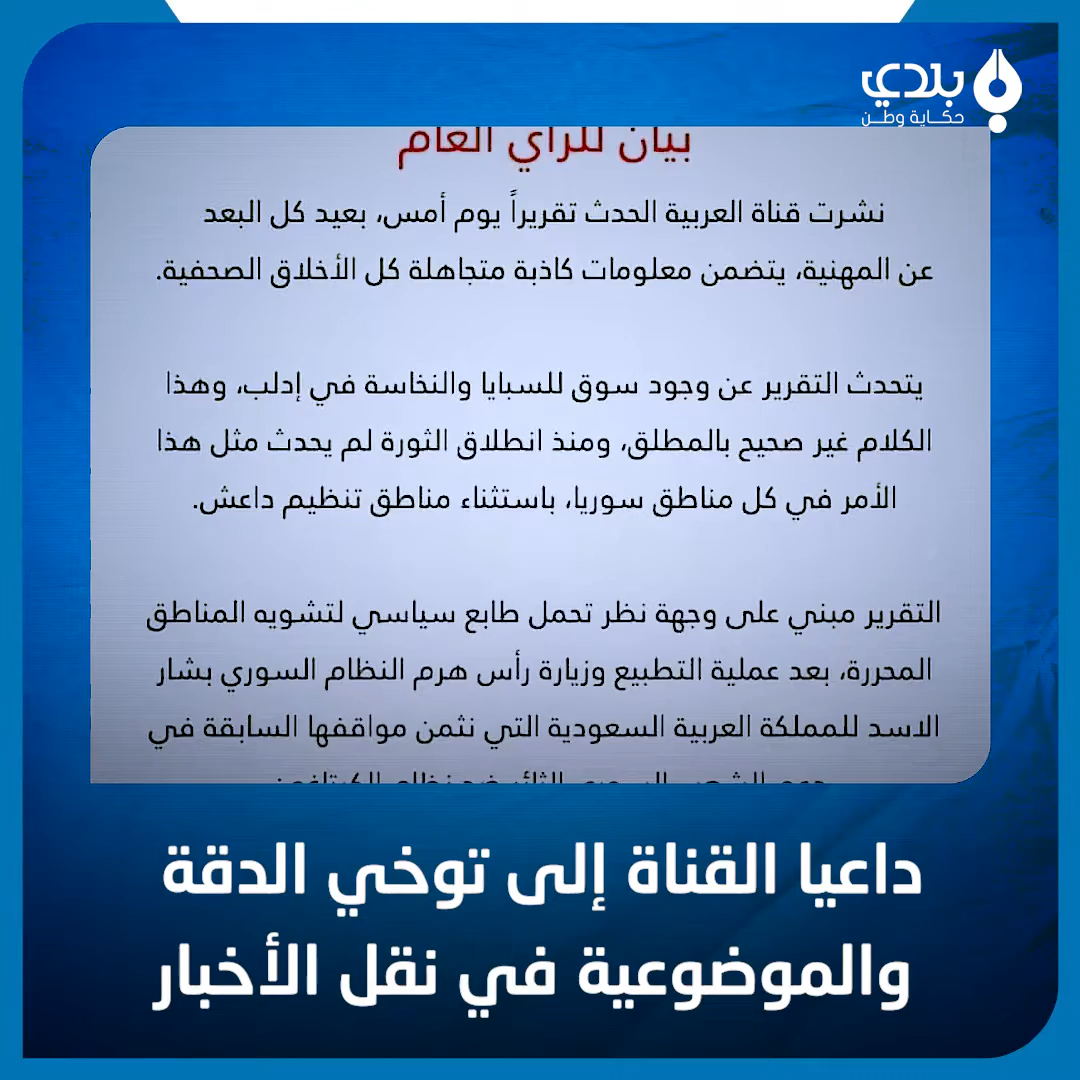 بلدي
حكاية وطن
بيان للرأي العام
نشرت قناة العربية الحدث تقريراً يوم أمس، بعيد كل البعد
عن المهنية، يتضمن معلومات كاذبة متجاهلة كل الأخلاق الصحفية.
يتحدث التقرير عن وجود سوق للسبايا والنخاسة في إدلب، وهذا
الكلام غير صحيح بالمطلق، ومنذ انطلاق الثورة لم يحدث مثل هذا
الأمر في كل مناطق سوريا، باستثناء مناطق تنظيم داعش.
التقرير مبني على وجهة نظر تحمل طابع سياسي لتشويه المناطق
المحررة، بعد عملية التطبيع وزيارة رأس هرم النظام السوري بشار
الاسد للمملكة العربية السعودية التي نثمن مواقفها السابقة في
داعيا القناة إلى توخي الدقة
والموضوعية في نقل الأخبار